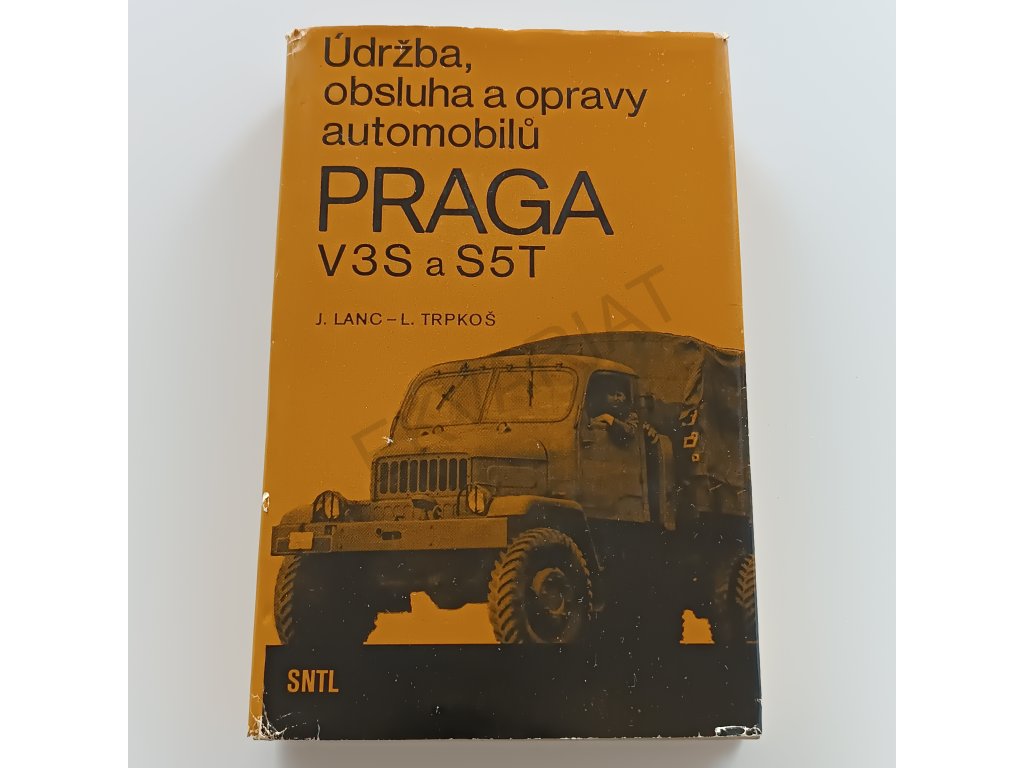 Údržba,
obsluha a opravy
automobilů
PRAGA
V3S a S5T
J. LANC – L. TRPKOŠ
SNTL